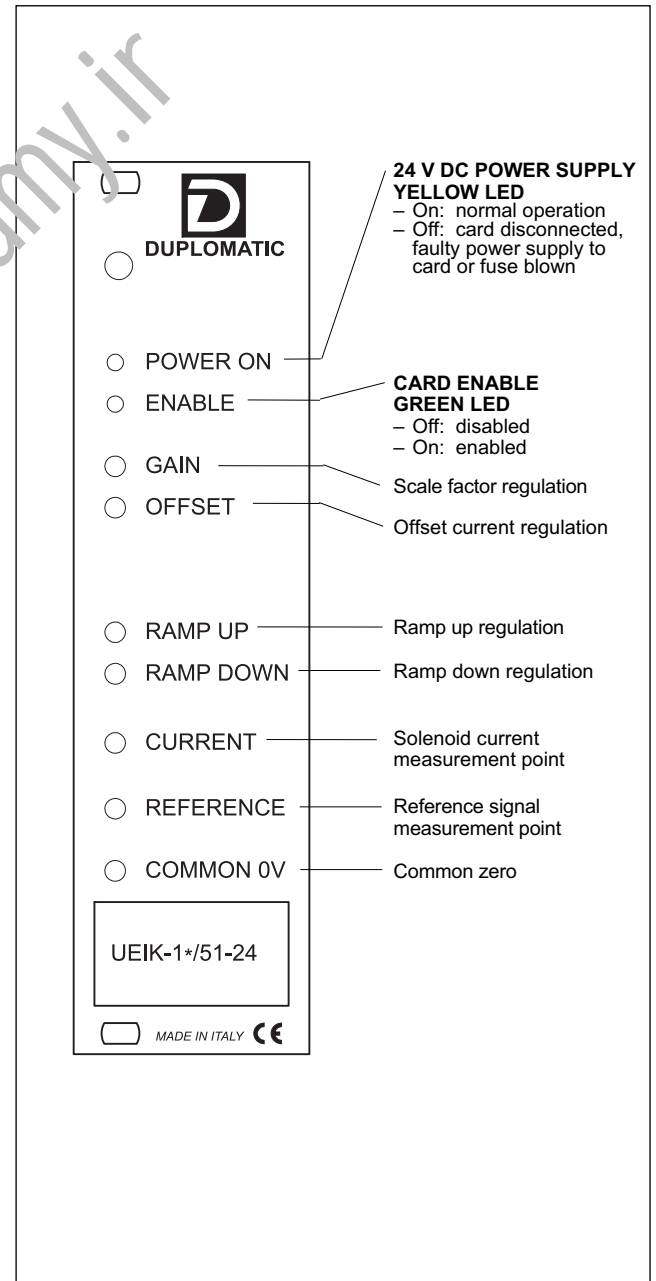 DUPLOMATIC
POWER ON
ENABLE
GAIN
OFFSET
RAMP UP
RAMP DOWN
CURRENT
REFERENCE
COMMON 0V
UEIK-1*/51-24
MADE IN ITALY CE
24 V DC POWER SUPPLY
YELLOW LED
– On: normal operation
– Off: card disconnected,
faulty power supply to
card or fuse blown
CARD ENABLE
GREEN LED
– Off: disabled
– On: enabled
Scale factor regulation
Offset current regulation
Ramp up regulation
Ramp down regulation
Solenoid current
measurement point
Reference signal
measurement point
Common zero